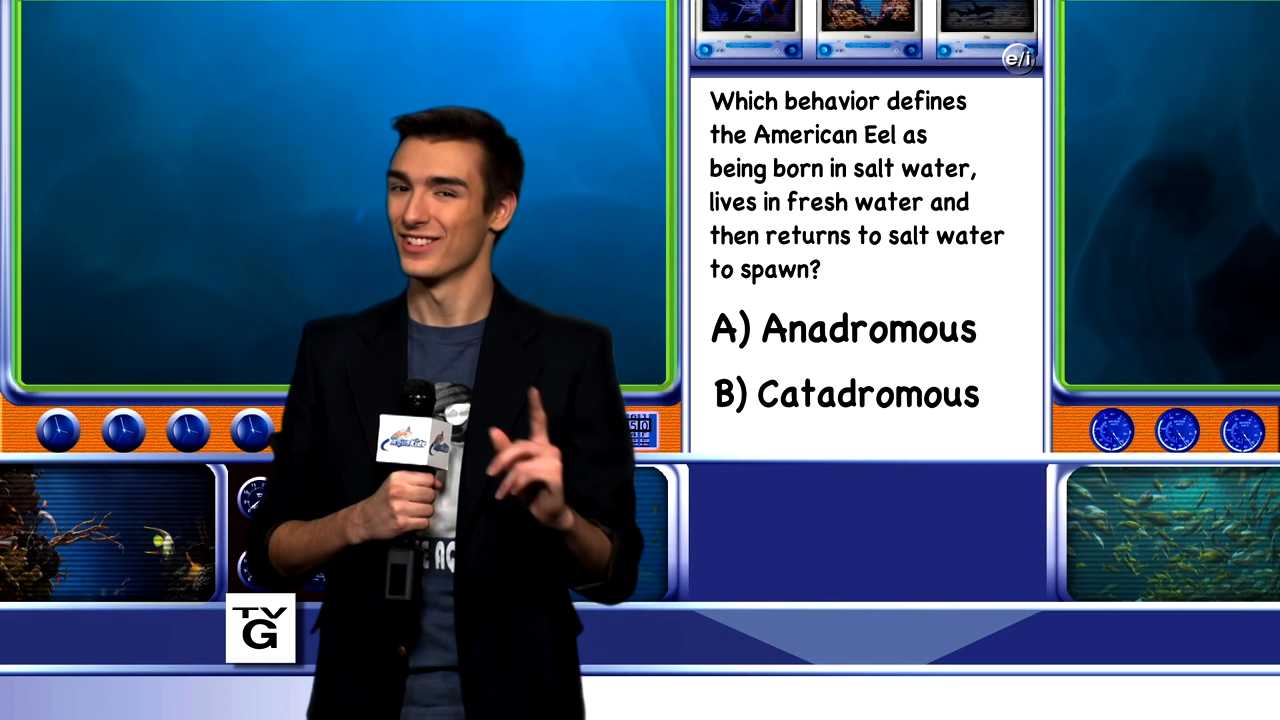 e/i
Which behavior defines
the American Eel as
being born in salt water,
lives in fresh water and
then returns to salt water
to spawn?
A) Anadromous
B) Catadromous
TV
G